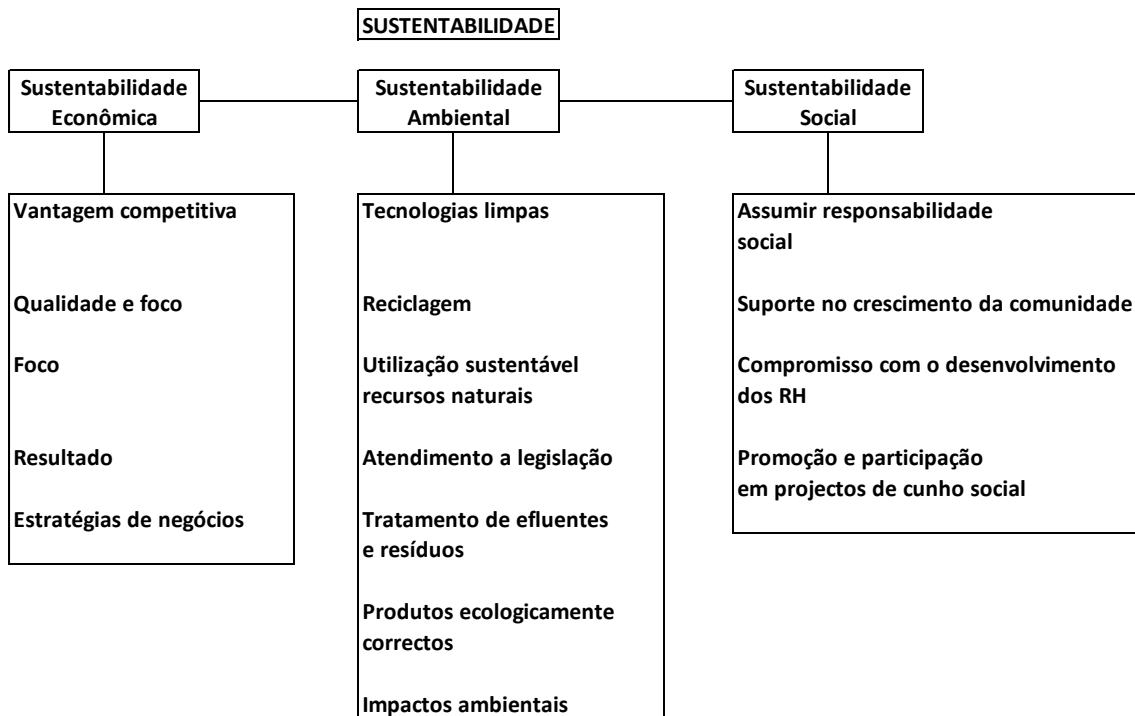 SUSTENTABILIDADE
Sustentabilidade
Econômica
Sustentabilidade
Ambiental
Sustentabilidade
Social
Vantagem competitiva
Qualidade e foco
Foco
Resultado
Estratégias de negócios
Tecnologias limpas
Reciclagem
Utilização sustentável
recursos naturais
Atendimento a legislação
Tratamento de efluentes
e resíduos
Produtos ecologicamente
correctos
Impactos ambientais
Assumir responsabilidade
social
Suporte no crescimento da comunidade
Compromisso com o desenvolvimento
dos RH
Promoção e participação
em projectos de cunho social